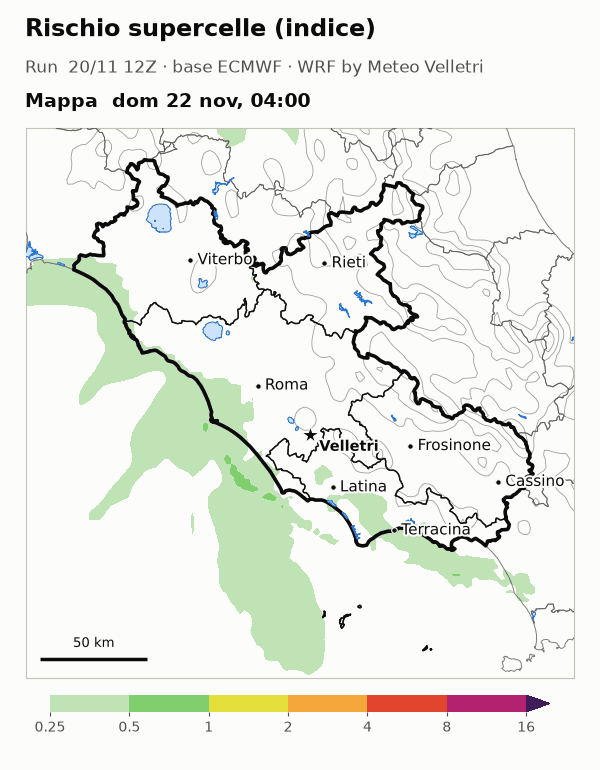 Rischio supercelle (indice)
Run  20/11 12Z · base ECMWF · WRF by Meteo Velletri
Mappa  dom 22 nov, 04:00
Viterbo
Rieti
Roma
Velletri
Frosinone
Latina
Cassino
Terracina
50 km
0.25 0.5 1 2 4 8 16